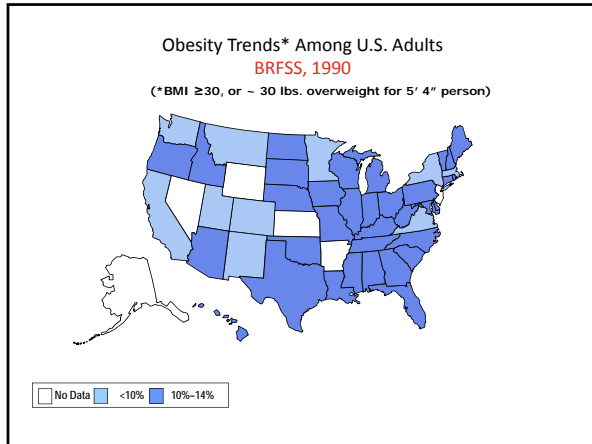 Obesity Trends* Among U.S. Adults
BRFSS, 1990
(*BMI ≥30, or ~ 30 lbs. overweight for 5' 4" person)
No Data <10% 10%–14%